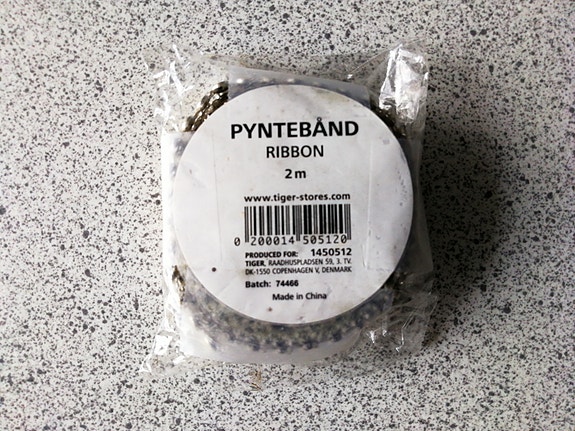 PYNTEBÅND
RIBBON
2 m
www.tiger-stores.com
0 200014 505120
PRODUCED FOR: 1450512
TIGER, RAADHUSPLADSEN 59, 3. TV.
DK-1550 COPENHAGEN V, DENMARK
Batch: 74466
Made in China